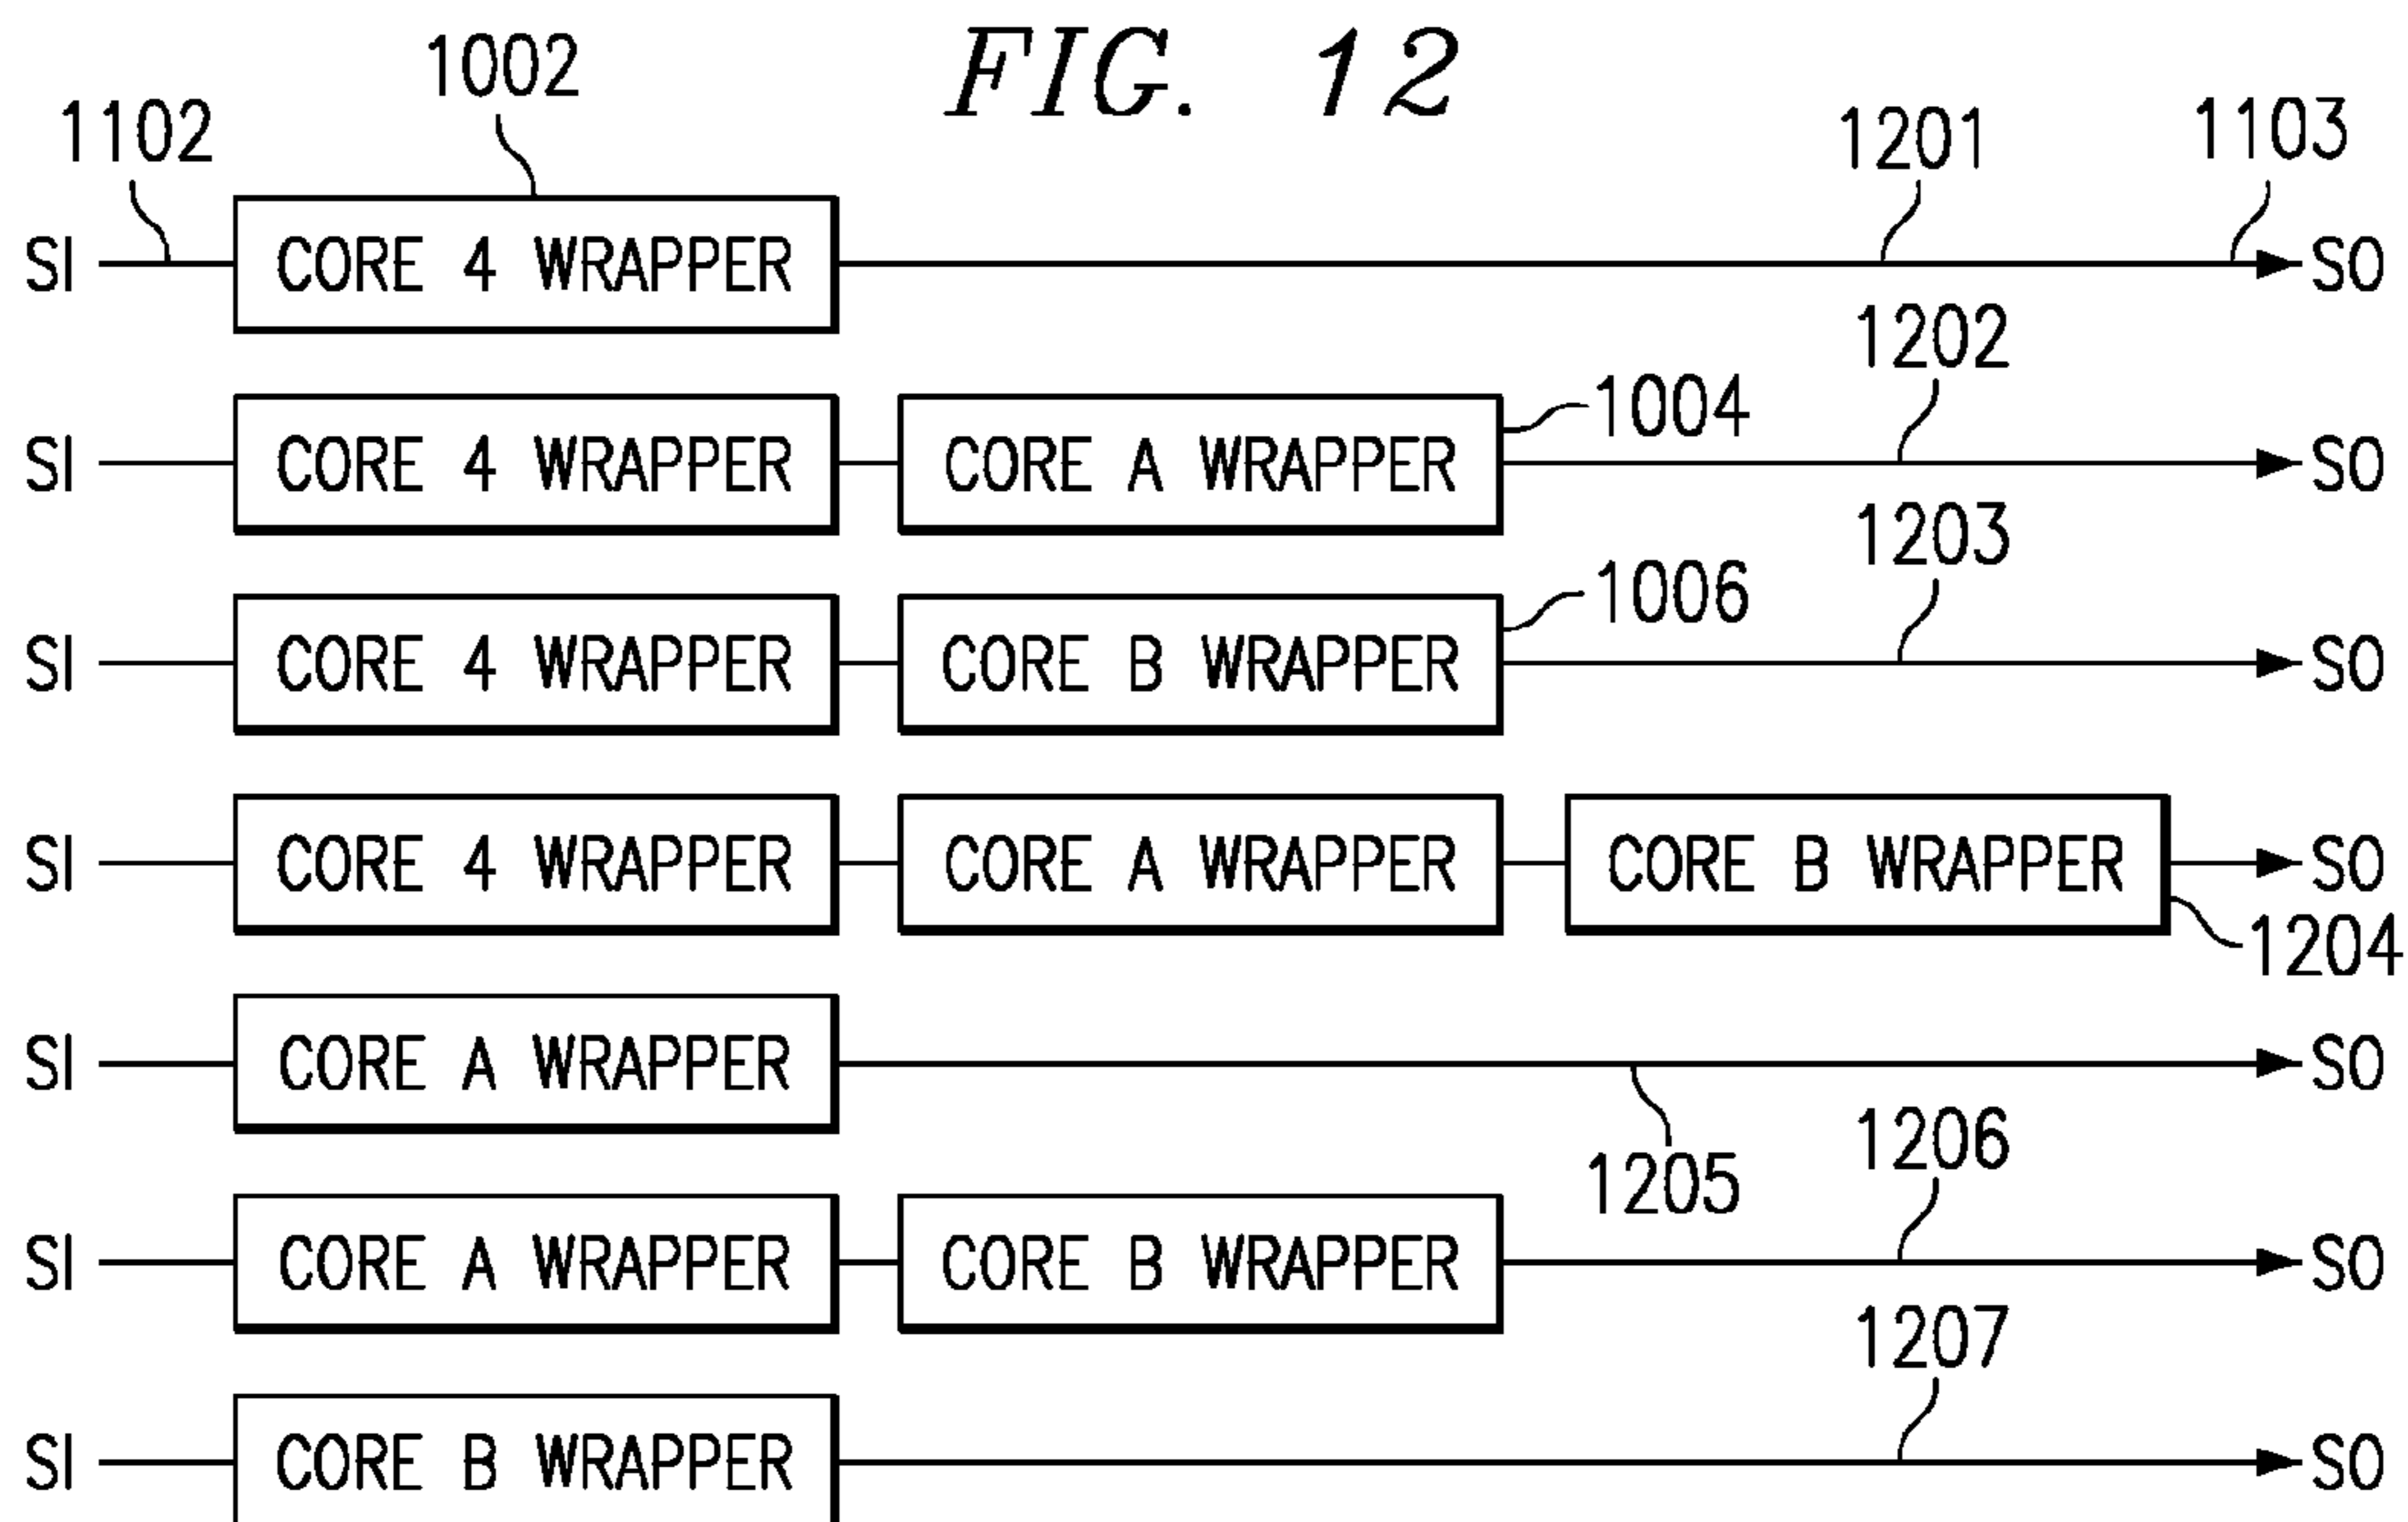 FIG. 12
1002
1102
1201
1103
SI CORE 4 WRAPPER SO
1202
1004
SI CORE 4 WRAPPER CORE A WRAPPER SO
1203
1006
SI CORE 4 WRAPPER CORE B WRAPPER SO
SI CORE 4 WRAPPER CORE A WRAPPER CORE B WRAPPER SO
1204
SI CORE A WRAPPER SO
1205
1206
SI CORE A WRAPPER CORE B WRAPPER SO
1207
SI CORE B WRAPPER SO